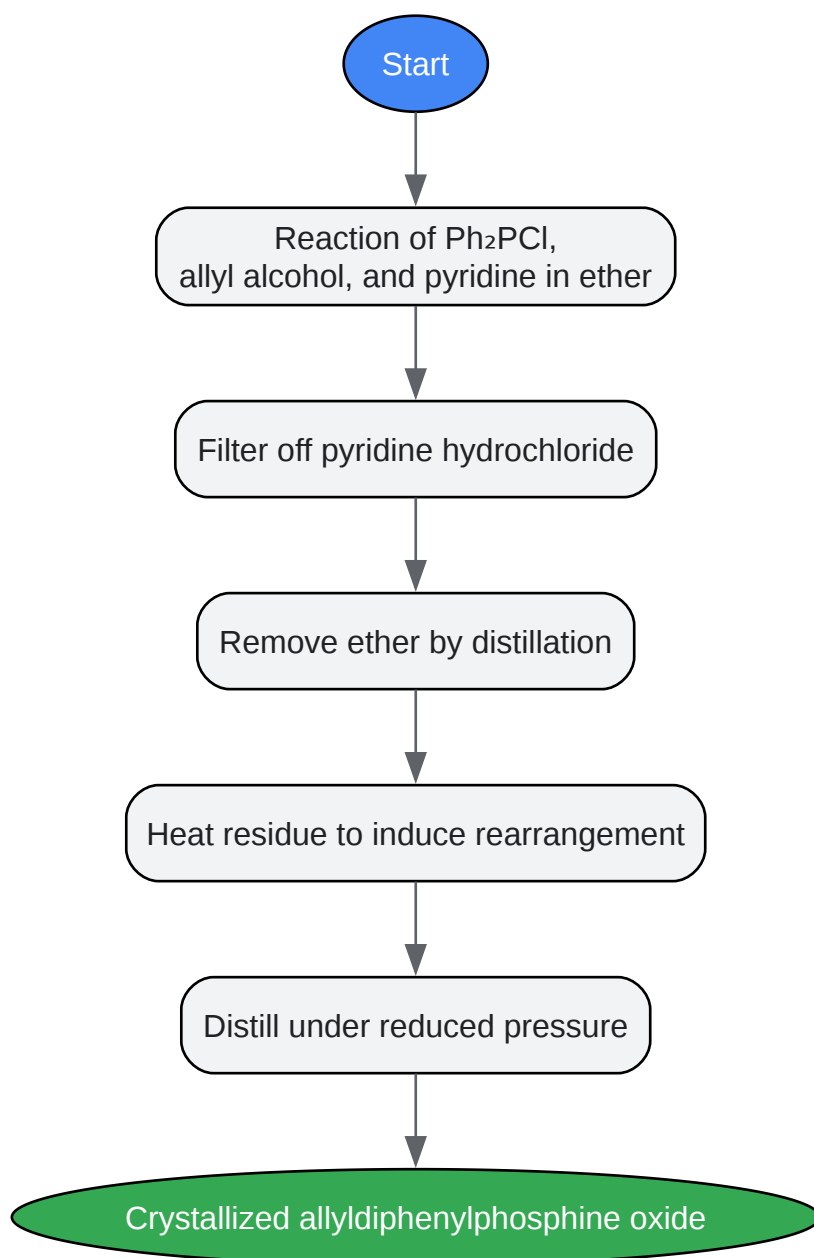 Start
Reaction of Ph₂PCl,
allyl alcohol, and pyridine in ether
Filter off pyridine hydrochloride
Remove ether by distillation
Heat residue to induce rearrangement
Distill under reduced pressure
Crystallized allyldiphenylphosphine oxide